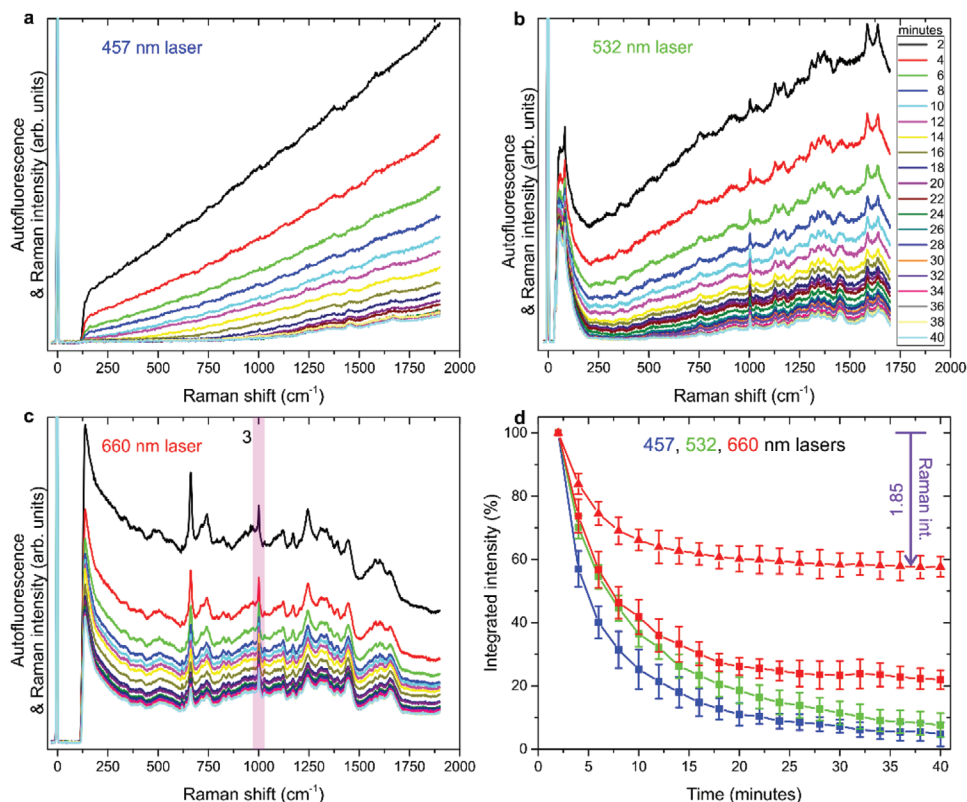 a
457 nm laser
Autofluorescence
& Raman intensity (arb. units)
0 250 500 750 1000 1250 1500 1750 2000
Raman shift (cm⁻¹)
b
532 nm laser
minutes
2
4
6
8
10
12
14
16
18
20
22
24
26
28
30
32
34
36
38
40
Autofluorescence
& Raman intensity (arb. units)
0 250 500 750 1000 1250 1500 1750 2000
Raman shift (cm⁻¹)
c
660 nm laser
3
Autofluorescence
& Raman intensity (arb. units)
0 250 500 750 1000 1250 1500 1750 2000
Raman shift (cm⁻¹)
d
457, 532, 660 nm lasers
1.85
Raman int.
Integrated intensity (%)
100
80
60
40
20
0
0 5 10 15 20 25 30 35 40
Time (minutes)